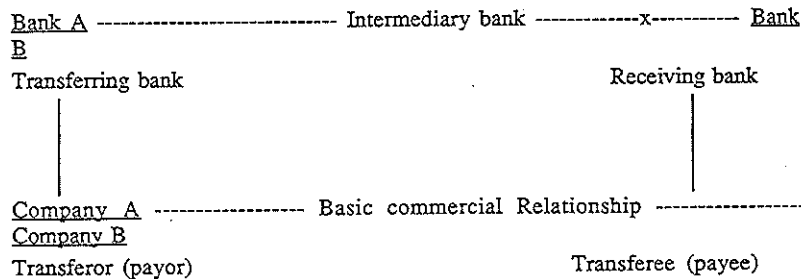 Bank A ------------------------------ Intermediary bank -------------x---------- Bank
B
Transferring bank Receiving bank
Company A ------------------ Basic commercial Relationship ------------------
Company B
Transferor (payor) Transferee (payee)